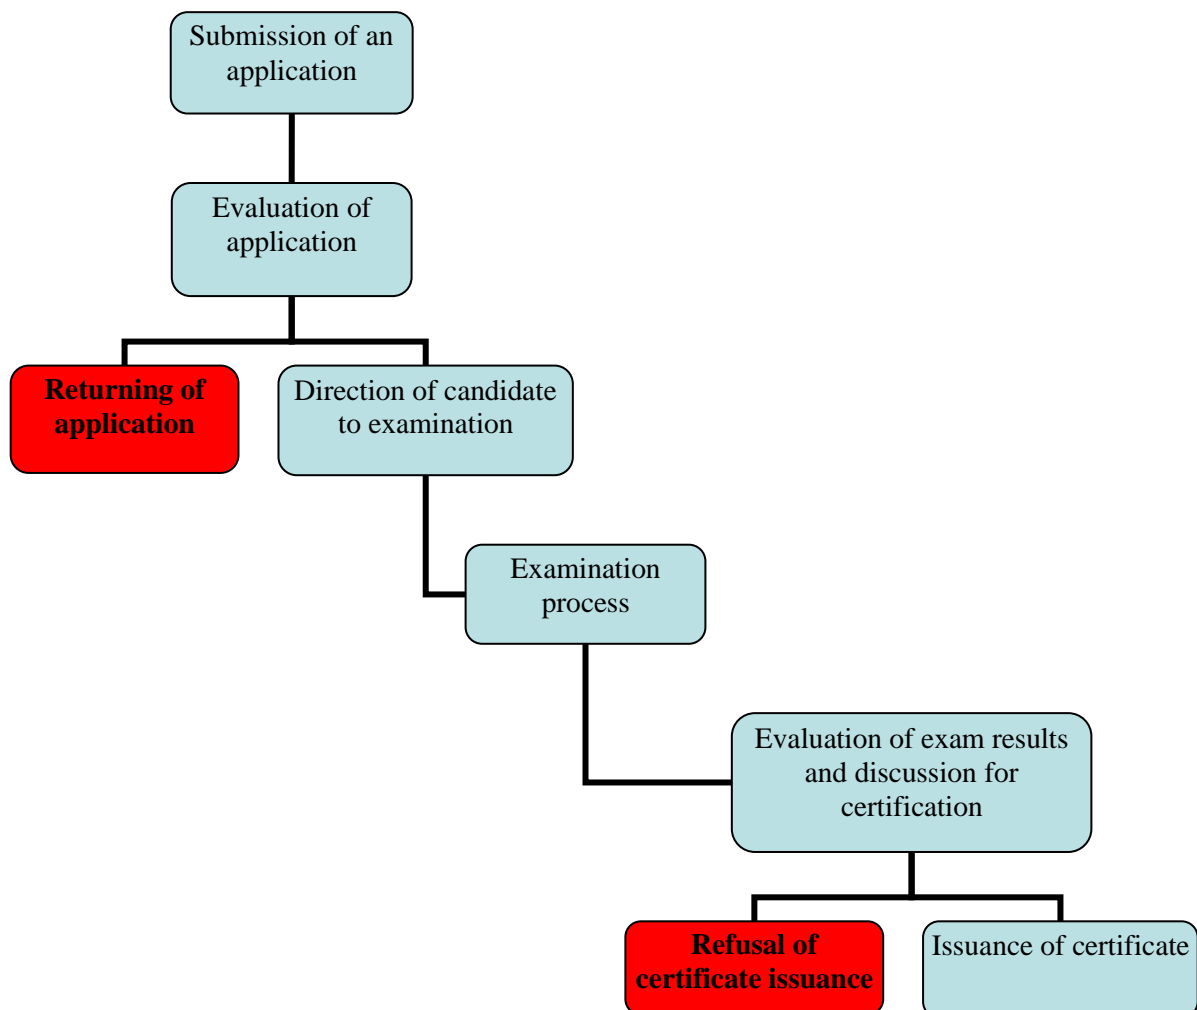 Submission of an
application
Evaluation of
application
Returning of
application
Direction of candidate
to examination
Examination
process
Evaluation of exam results
and discussion for
certification
Refusal of
certificate issuance
Issuance of certificate